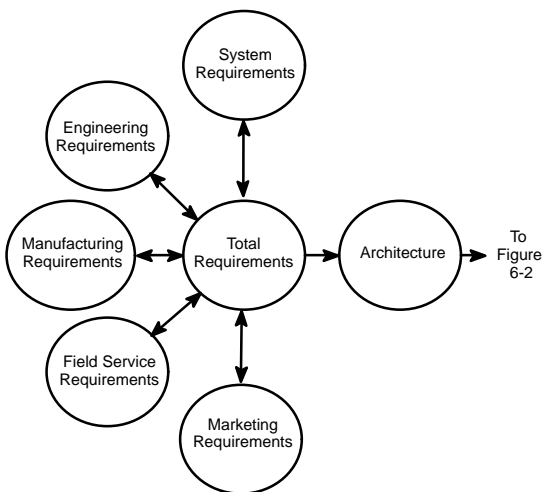 System
Requirements
Engineering
Requirements
Manufacturing
Requirements
Total
Requirements
Architecture
To
Figure
6-2
Field Service
Requirements
Marketing
Requirements